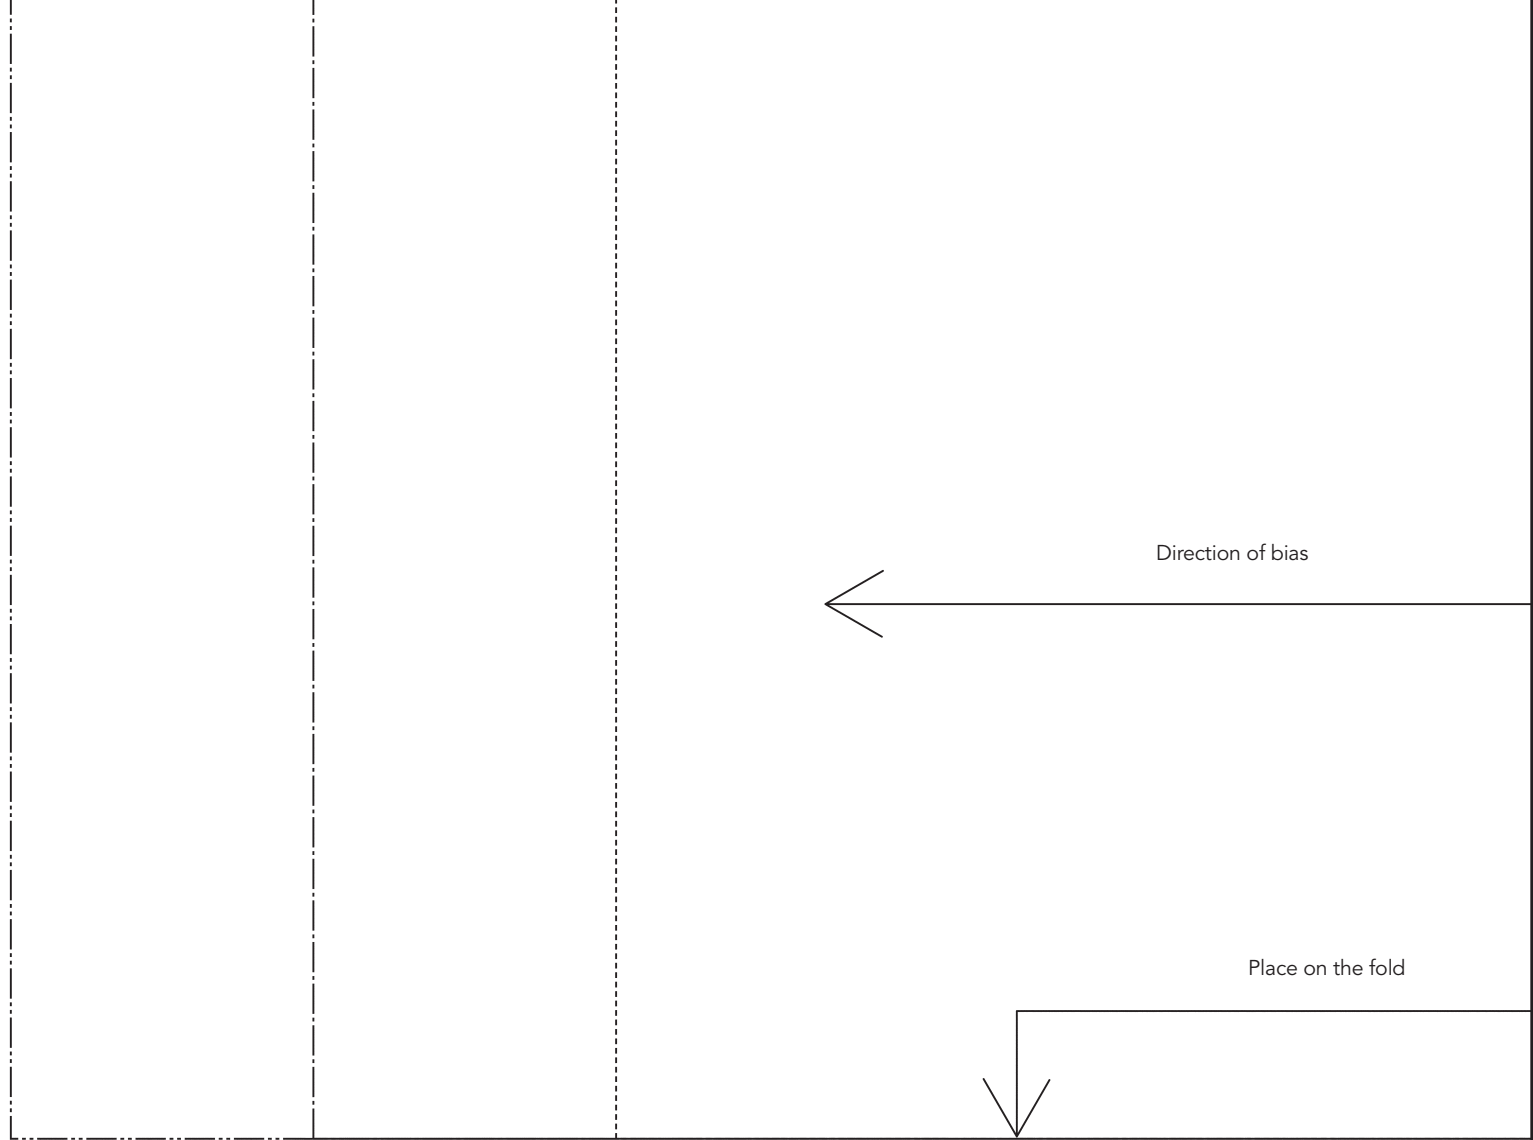 Direction of bias
Place on the fold